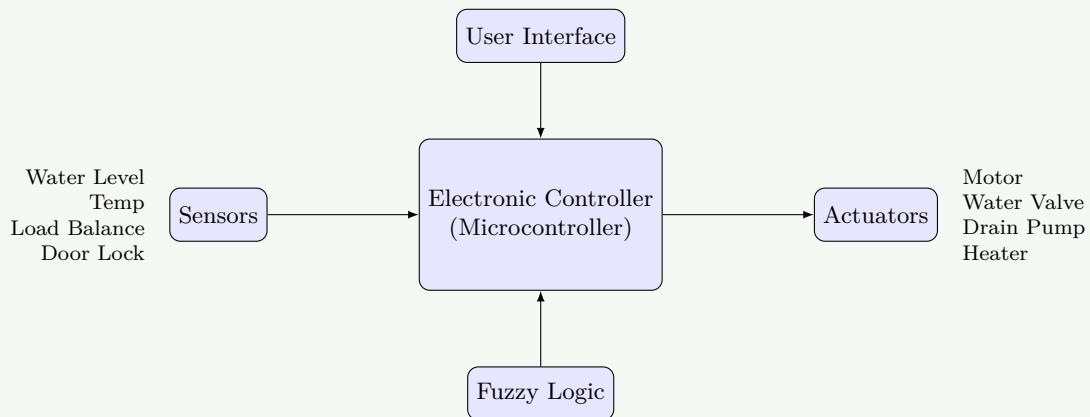 User Interface
Water Level
Temp
Load Balance
Door Lock
Sensors
Electronic Controller
(Microcontroller)
Actuators
Motor
Water Valve
Drain Pump
Heater
Fuzzy Logic